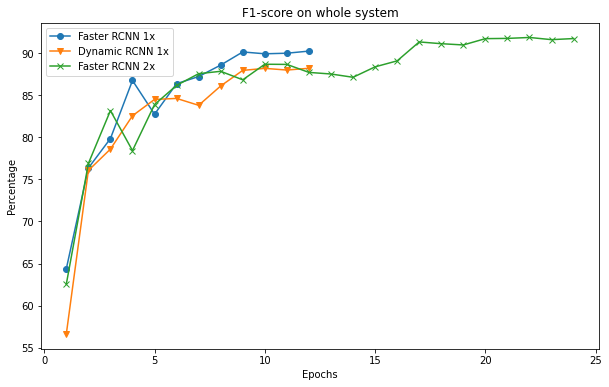 F1-score on whole system
Faster RCNN 1x
Dynamic RCNN 1x
Faster RCNN 2x
Percentage
90
85
80
75
70
65
60
55
0
5
10
15
20
25
Epochs